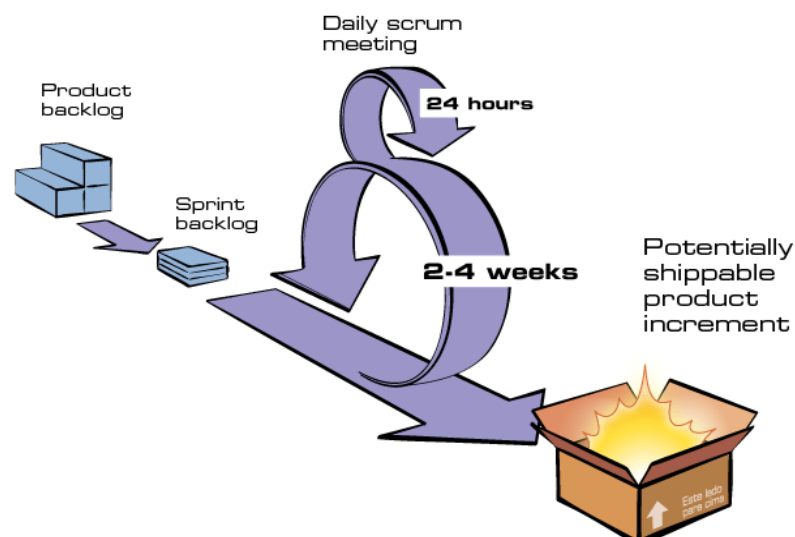 Daily scrum
meeting
24 hours
Product
backlog
Sprint
backlog
2-4 weeks
Potentially
shippable
product
increment
Este lado
para cima